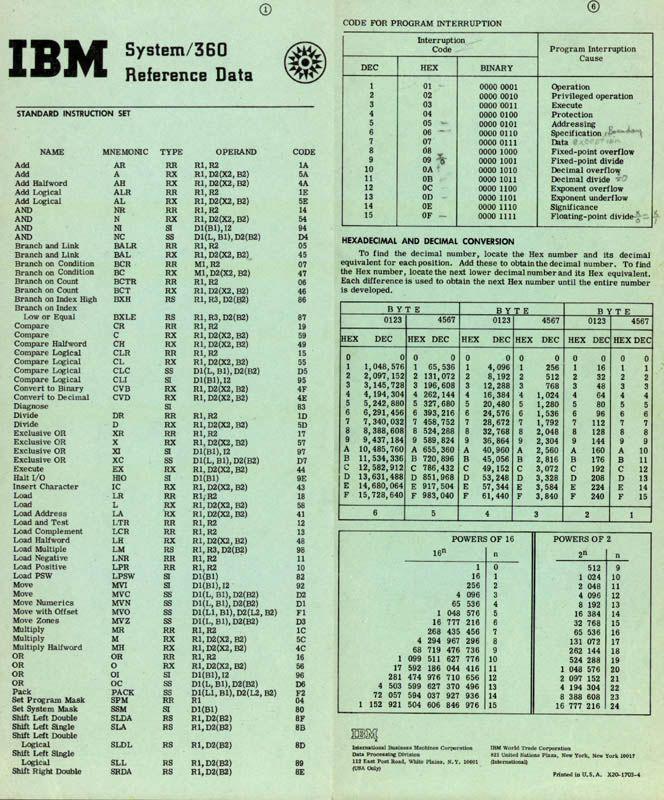 1
IBM System/360
Reference Data
STANDARD INSTRUCTION SET
NAME MNEMONIC TYPE OPERAND CODE
Add AR RR R1, R2 1A
Add A RX R1, D2(X2, B2) 5A
Add Halfword AH RX R1, D2(X2, B2) 4A
Add Logical ALR RR R1, R2 1E
Add Logical AL RX R1, D2(X2, B2) 5E
AND NR RR R1, R2 14
AND N RX R1, D2(X2, B2) 54
AND NI SI D1(B1), I2 94
AND NC SS D1(L, B1), D2(B2) D4
Branch and Link BALR RR R1, R2 05
Branch and Link BAL RX R1, D2(X2, B2) 45
Branch on Condition BCR RR M1, R2 07
Branch on Condition BC RX M1, D2(X2, B2) 47
Branch on Count BCTR RR R1, R2 06
Branch on Count BCT RX R1, D2(X2, B2) 46
Branch on Index High BXH RS R1, R3, D2(B2) 86
Branch on Index
Low or Equal BXLE RS R1, R3, D2(B2) 87
Compare CR RR R1, R2 19
Compare C RX R1, D2(X2, B2) 59
Compare Halfword CH RX R1, D2(X2, B2) 49
Compare Logical CLR RR R1, R2 15
Compare Logical CL RX R1, D2(X2, B2) 55
Compare Logical CLC SS D1(L, B1), D2(B2) D5
Compare Logical CLI SI D1(B1), I2 95
Convert to Binary CVB RX R1, D2(X2, B2) 4F
Convert to Decimal CVD RX R1, D2(X2, B2) 4E
Diagnose SI 83
Divide DR RR R1, R2 1D
Divide D RX R1, D2(X2, B2) 5D
Exclusive OR XR RR R1, R2 17
Exclusive OR X RX R1, D2(X2, B2) 57
Exclusive OR XI SI D1(B1), I2 97
Exclusive OR XC SS D1(L, B1), D2(B2) D7
Execute EX RX R1, D2(X2, B2) 44
Halt I/O HIO SI D1(B1) 9E
Insert Character IC RX R1, D2(X2, B2) 43
Load LR RR R1, R2 18
Load L RX R1, D2(X2, B2) 58
Load Address LA RX R1, D2(X2, B2) 41
Load and Test LTR RR R1, R2 12
Load Complement LCR RR R1, R2 13
Load Halfword LH RX R1, D2(X2, B2) 48
Load Multiple LM RS R1, R3, D2(B2) 98
Load Negative LNR RR R1, R2 11
Load Positive LPR RR R1, R2 10
Load PSW LPSW SI D1(B1) 82
Move MVI SI D1(B1), I2 92
Move MVC SS D1(L, B1), D2(B2) D2
Move Numerics MVN SS D1(L, B1), D2(B2) D1
Move with Offset MVO SS D1(L1, B1), D2(L2, B2) F1
Move Zones MVZ SS D1(L, B1), D2(B2) D3
Multiply MR RR R1, R2 1C
Multiply M RX R1, D2(X2, B2) 5C
Multiply Halfword MH RX R1, D2(X2, B2) 4C
OR OR RR R1, R2 16
OR O RX R1, D2(X2, B2) 56
OR OI SI D1(B1), I2 96
OR OC SS D1(L, B1), D2(B2) D6
Pack PACK SS D1(L1, B1), D2(L2, B2) F2
Set Program Mask SPM RR R1 04
Set System Mask SSM SI D1(B1) 80
Shift Left Double SLDA RS R1, D2(B2) 8F
Shift Left Single SLA RS R1, D2(B2) 8B
Shift Left Double
Logical SLDL RS R1, D2(B2) 8D
Shift Left Single
Logical SLL RS R1, D2(B2) 89
Shift Right Double SRDA RS R1, D2(B2) 8E
6
CODE FOR PROGRAM INTERRUPTION
Interruption Code Program Interruption Cause
DEC HEX BINARY
1 01 0000 0001 Operation
2 02 0000 0010 Privileged operation
3 03 0000 0011 Execute
4 04 0000 0100 Protection
5 05 0000 0101 Addressing
6 06 0000 0110 Specification, Boundary
7 07 0000 0111 Data
8 08 0000 1000 Fixed-point overflow
9 09 0000 1001 Fixed-point divide
10 0A 0000 1010 Decimal overflow
11 0B 0000 1011 Decimal divide
12 0C 0000 1100 Exponent overflow
13 0D 0000 1101 Exponent underflow
14 0E 0000 1110 Significance
15 0F 0000 1111 Floating-point divide
HEXADECIMAL AND DECIMAL CONVERSION
To find the decimal number, locate the Hex number and its decimal
equivalent for each position. Add these to obtain the decimal number. To find
the Hex number, locate the next lower decimal number and its Hex equivalent.
Each difference is used to obtain the next Hex number until the entire number
is developed.
BYTE BYTE BYTE
0123 4567 0123 4567 0123 4567
HEX DEC HEX DEC HEX DEC HEX DEC HEX DEC HEX DEC
0 0 0 0 0 0 0 0 0 0 0 0
1 1,048,576 1 65,536 1 4,096 1 256 1 16 1 1
2 2,097,152 2 131,072 2 8,192 2 512 2 32 2 2
3 3,145,728 3 196,608 3 12,288 3 768 3 48 3 3
4 4,194,304 4 262,144 4 16,384 4 1,024 4 64 4 4
5 5,242,880 5 327,680 5 20,480 5 1,280 5 80 5 5
6 6,291,456 6 393,216 6 24,576 6 1,536 6 96 6 6
7 7,340,032 7 458,752 7 28,672 7 1,792 7 112 7 7
8 8,388,608 8 524,288 8 32,768 8 2,048 8 128 8 8
9 9,437,184 9 589,824 9 36,864 9 2,304 9 144 9 9
A 10,485,760 A 655,360 A 40,960 A 2,560 A 160 A 10
B 11,534,336 B 720,896 B 45,056 B 2,816 B 176 B 11
C 12,582,912 C 786,432 C 49,152 C 3,072 C 192 C 12
D 13,631,488 D 851,968 D 53,248 D 3,328 D 208 D 13
E 14,680,064 E 917,504 E 57,344 E 3,584 E 224 E 14
F 15,728,640 F 983,040 F 61,440 F 3,840 F 240 F 15
6 5 4 3 2 1
POWERS OF 16
16n n
1 0
16 1
256 2
4 096 3
65 536 4
1 048 576 5
16 777 216 6
268 435 456 7
4 294 967 296 8
68 719 476 736 9
1 099 511 627 776 10
17 592 186 044 416 11
281 474 976 710 656 12
4 503 599 627 370 496 13
72 057 594 037 927 936 14
1 152 921 504 606 846 976 15
POWERS OF 2
2n n
512 9
1 024 10
2 048 11
4 096 12
8 192 13
16 384 14
32 768 15
65 536 16
131 072 17
262 144 18
524 288 19
1 048 576 20
2 097 152 21
4 194 304 22
8 388 608 23
16 777 216 24
IBM
International Business Machines Corporation
Data Processing Division
112 East Post Road, White Plains, N.Y. 10601
(USA Only)
IBM World Trade Corporation
821 United Nations Plaza, New York, New York 10017
(International)
Printed in U.S.A. X20-1703-4